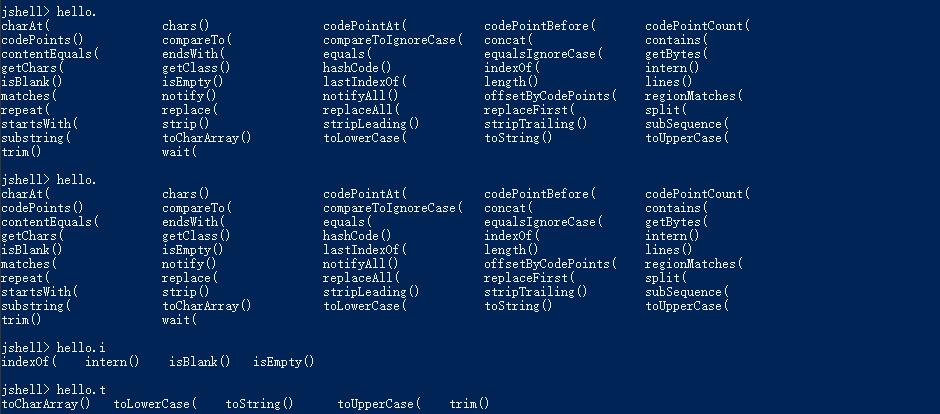 jshell> hello.
charAt( chars() codePointAt( codePointBefore( codePointCount(
codePoints() compareTo( compareToIgnoreCase( concat( contains(
contentEquals( endsWith( equals( equalsIgnoreCase( getBytes(
getChars( getClass() hashCode() indexOf( intern()
isBlank() isEmpty() lastIndexOf( length() lines()
matches( notify() notifyAll() offsetByCodePoints( regionMatches(
repeat( replace( replaceAll( replaceFirst( split(
startsWith( strip() stripLeading() stripTrailing() subSequence(
substring( toCharArray() toLowerCase( toString() toUpperCase(
trim() wait(
jshell> hello.
charAt( chars() codePointAt( codePointBefore( codePointCount(
codePoints() compareTo( compareToIgnoreCase( concat( contains(
contentEquals( endsWith( equals( equalsIgnoreCase( getBytes(
getChars( getClass() hashCode() indexOf( intern()
isBlank() isEmpty() lastIndexOf( length() lines()
matches( notify() notifyAll() offsetByCodePoints( regionMatches(
repeat( replace( replaceAll( replaceFirst( split(
startsWith( strip() stripLeading() stripTrailing() subSequence(
substring( toCharArray() toLowerCase( toString() toUpperCase(
trim() wait(
jshell> hello.i
indexOf( intern() isBlank() isEmpty()
jshell> hello.t
toCharArray() toLowerCase( toString() toUpperCase( trim()